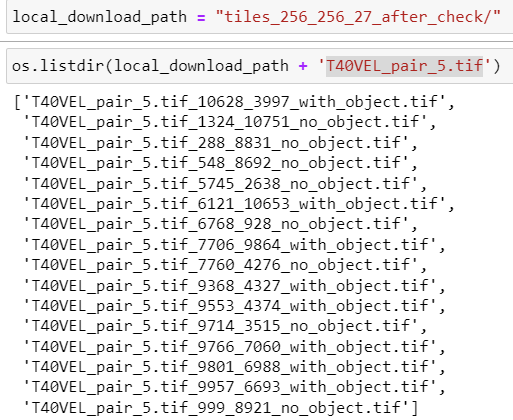 local_download_path = "tiles_256_256_27_after_check/"
os.listdir(local_download_path + 'T40VEL_pair_5.tif')
['T40VEL_pair_5.tif_10628_3997_with_object.tif',
'T40VEL_pair_5.tif_1324_10751_no_object.tif',
'T40VEL_pair_5.tif_288_8831_no_object.tif',
'T40VEL_pair_5.tif_548_8692_no_object.tif',
'T40VEL_pair_5.tif_5745_2638_no_object.tif',
'T40VEL_pair_5.tif_6121_10653_with_object.tif',
'T40VEL_pair_5.tif_6768_928_no_object.tif',
'T40VEL_pair_5.tif_7706_9864_with_object.tif',
'T40VEL_pair_5.tif_7760_4276_no_object.tif',
'T40VEL_pair_5.tif_9368_4327_with_object.tif',
'T40VEL_pair_5.tif_9553_4374_with_object.tif',
'T40VEL_pair_5.tif_9714_3515_no_object.tif',
'T40VEL_pair_5.tif_9766_7060_with_object.tif',
'T40VEL_pair_5.tif_9801_6988_with_object.tif',
'T40VEL_pair_5.tif_9957_6693_with_object.tif',
'T40VEL_pair_5.tif_999_8921_no_object.tif']